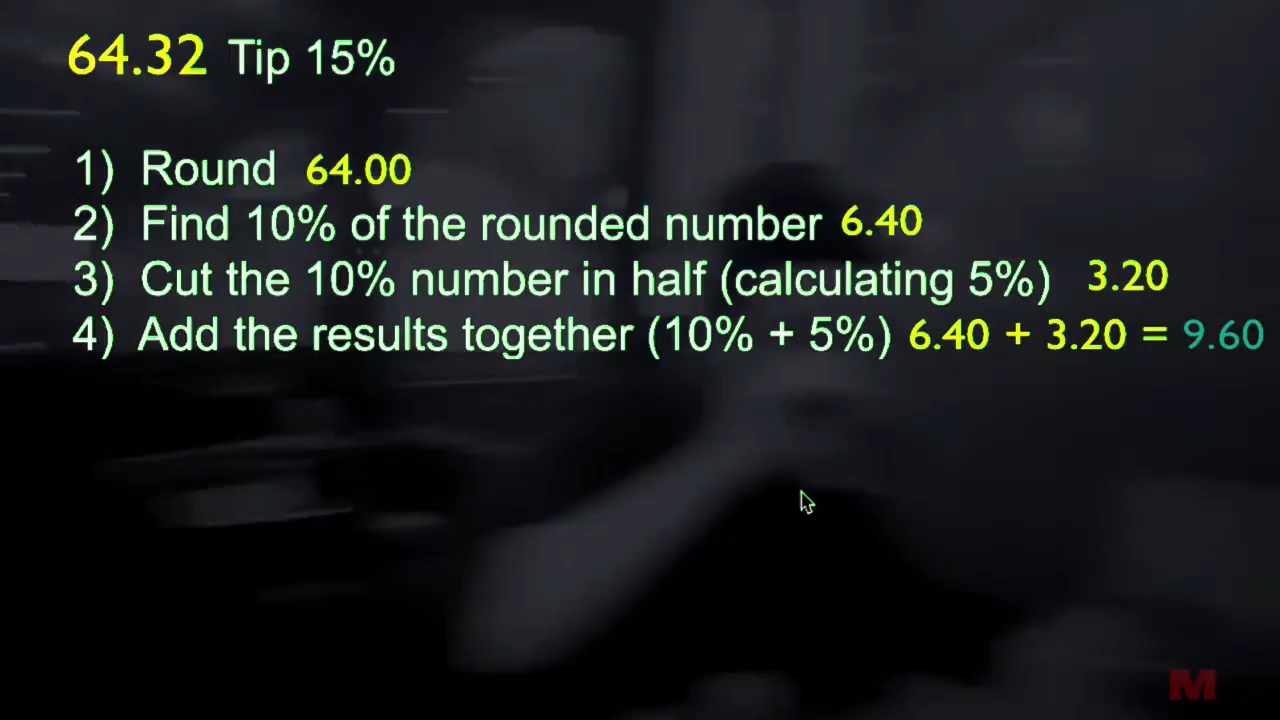 64.32 Tip 15%
1) Round 64.00
2) Find 10% of the rounded number 6.40
3) Cut the 10% number in half (calculating 5%) 3.20
4) Add the results together (10% + 5%) 6.40 + 3.20 = 9.60
M